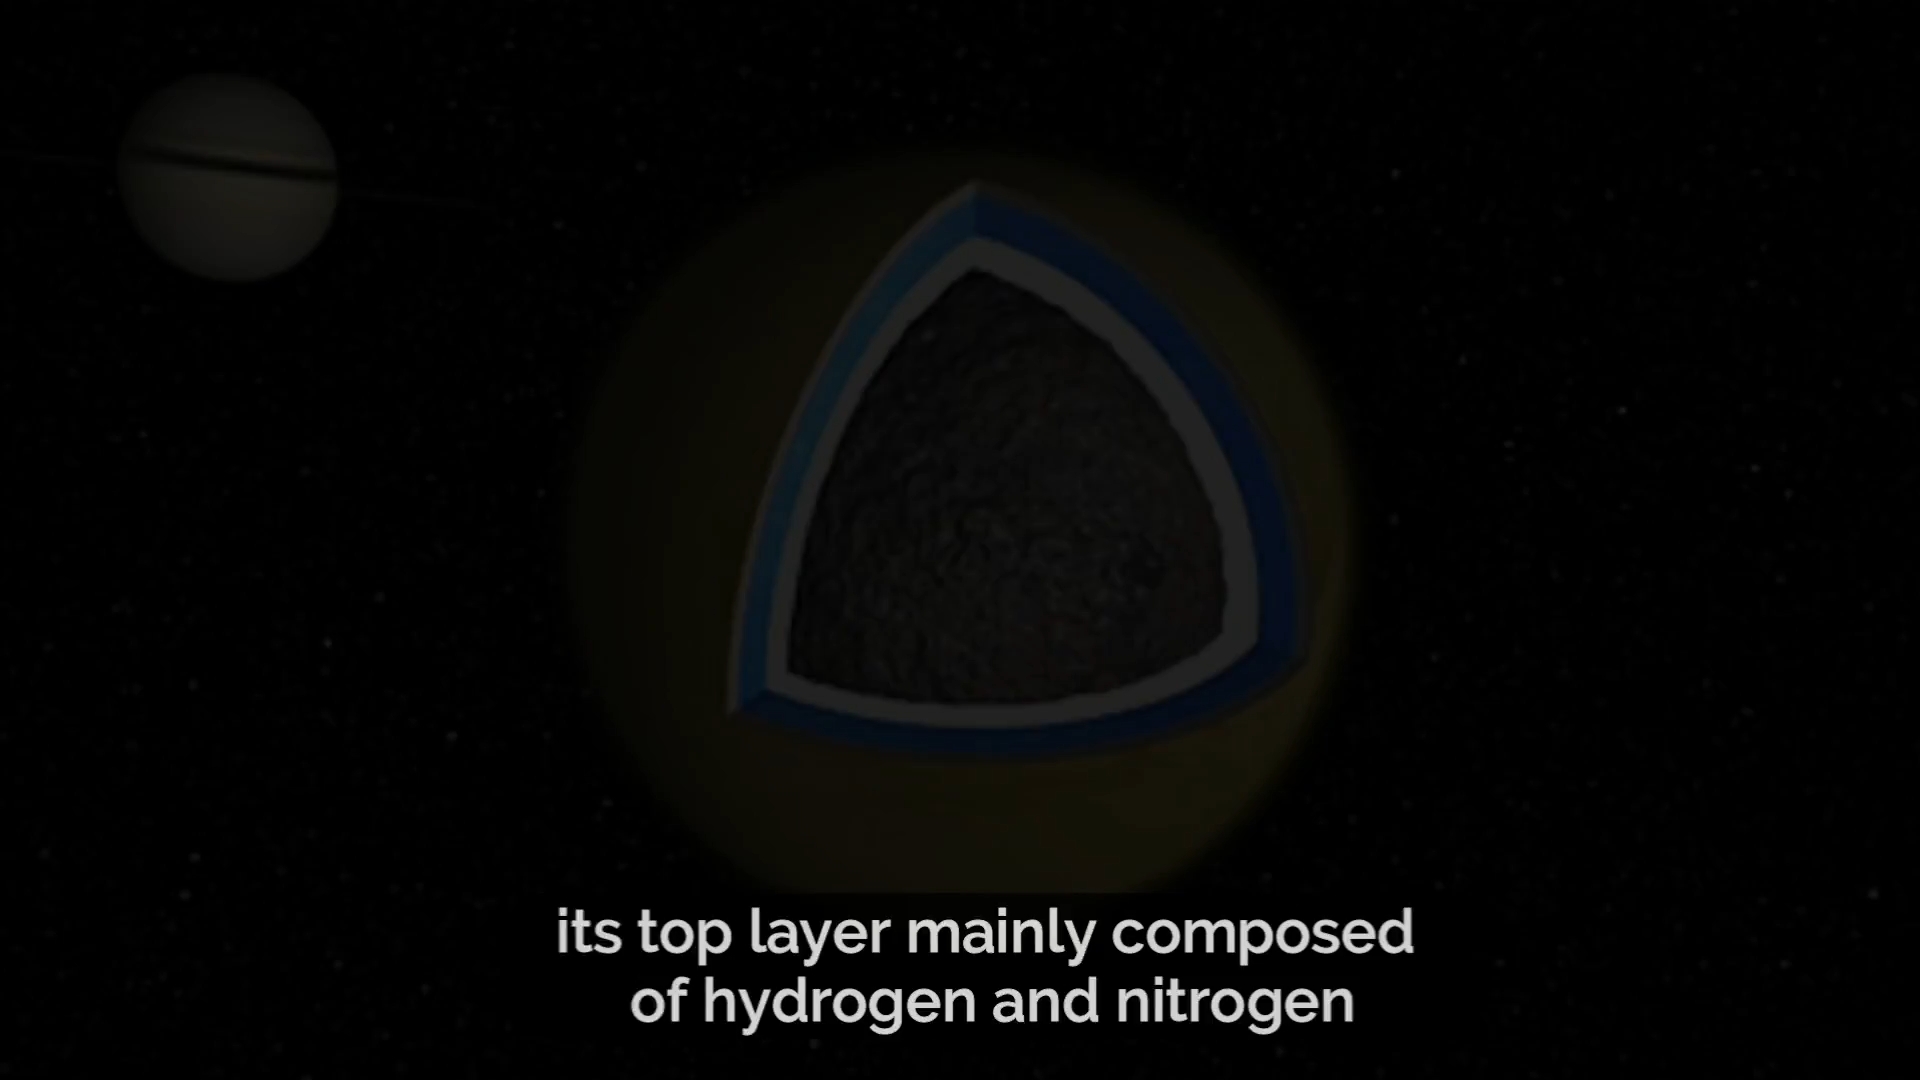 its top layer mainly composed
of hydrogen and nitrogen